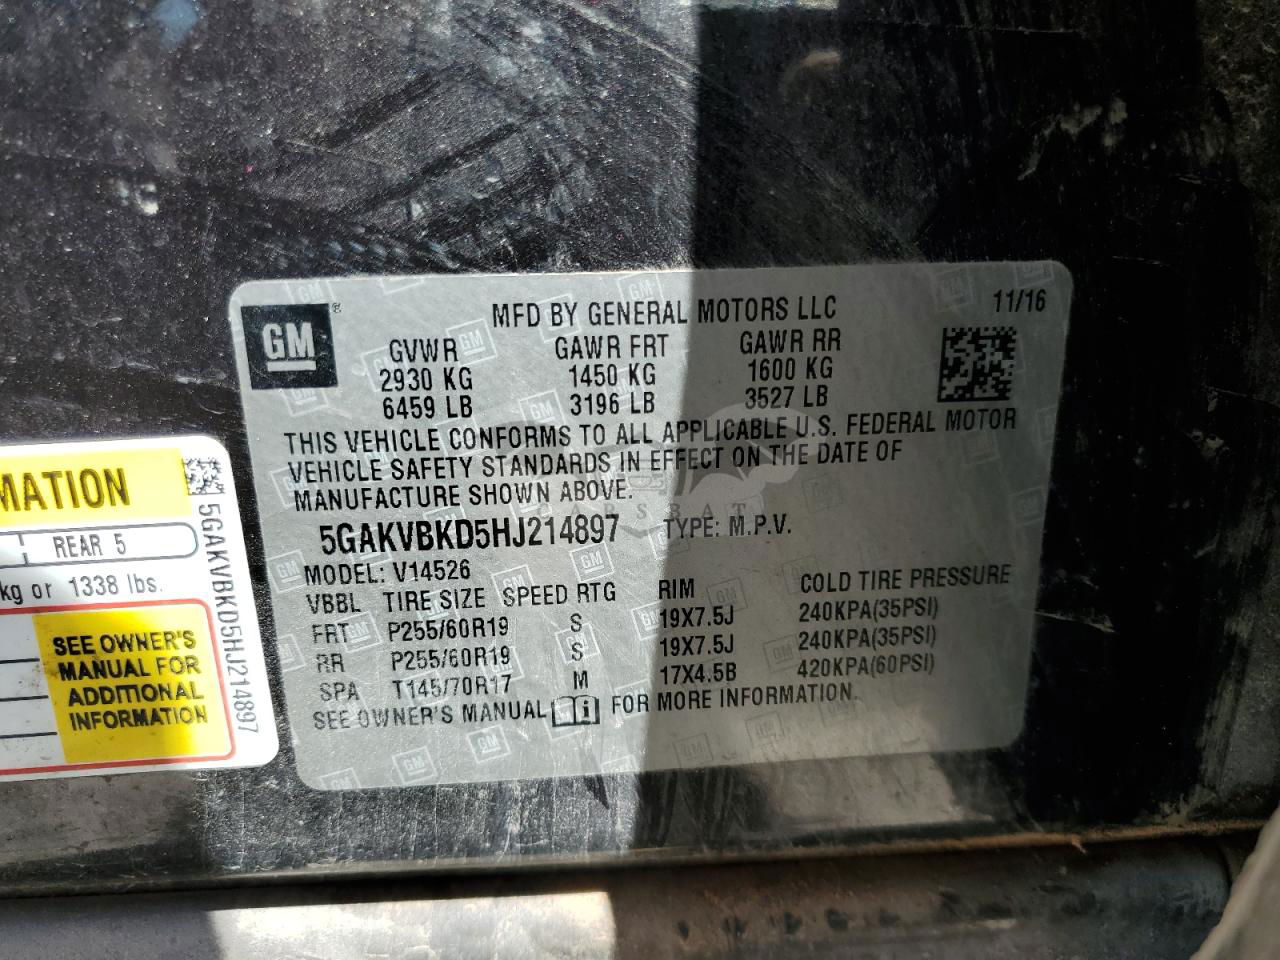 GM ®
MFD BY GENERAL MOTORS LLC
11/16
GVWR GAWR FRT GAWR RR
2930 KG 1450 KG 1600 KG
6459 LB 3196 LB 3527 LB
THIS VEHICLE CONFORMS TO ALL APPLICABLE U.S. FEDERAL MOTOR
VEHICLE SAFETY STANDARDS IN EFFECT ON THE DATE OF
MANUFACTURE SHOWN ABOVE.
5GAKVBKD5HJ214897 TYPE: M.P.V.
MODEL: V14526
VBBL TIRE SIZE SPEED RTG RIM COLD TIRE PRESSURE
FRT P255/60R19 S 19X7.5J 240KPA(35PSI)
RR P255/60R19 S 19X7.5J 240KPA(35PSI)
SPA T145/70R17 M 17X4.5B 420KPA(60PSI)
SEE OWNER'S MANUAL i FOR MORE INFORMATION.
MATION
REAR 5
kg or 1338 lbs.
SEE OWNER'S
MANUAL FOR
ADDITIONAL
INFORMATION
5GAKVBKD5HJ214897